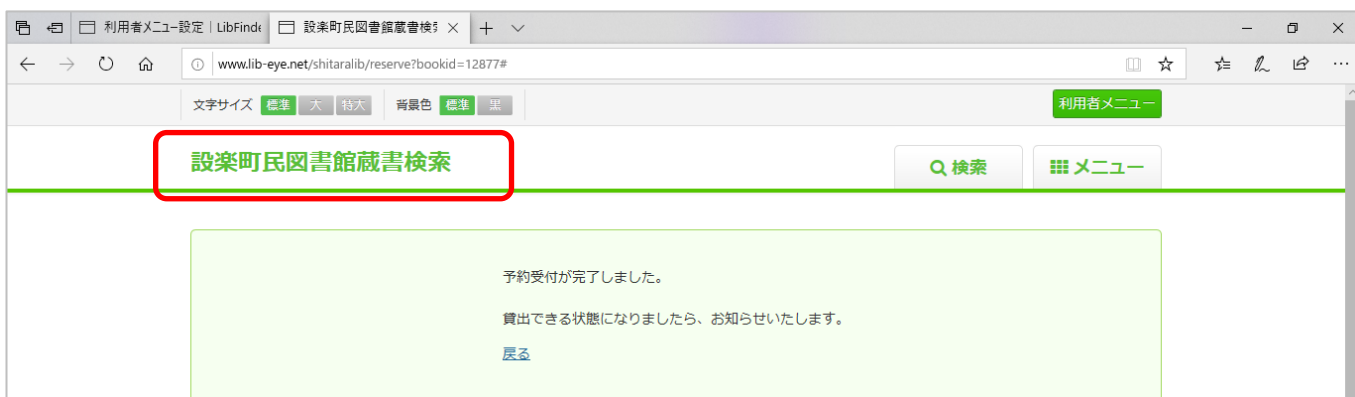 利用者メニュー設定 | LibFinde
設楽町民図書館蔵書検索
www.lib-eye.net/shitaralib/reserve?bookid=12877#
文字サイズ 標準 大 特大 背景色 標準 黒
利用者メニュー
設楽町民図書館蔵書検索
検索
メニュー
予約受付が完了しました。
貸出できる状態になりましたら、お知らせいたします。
戻る